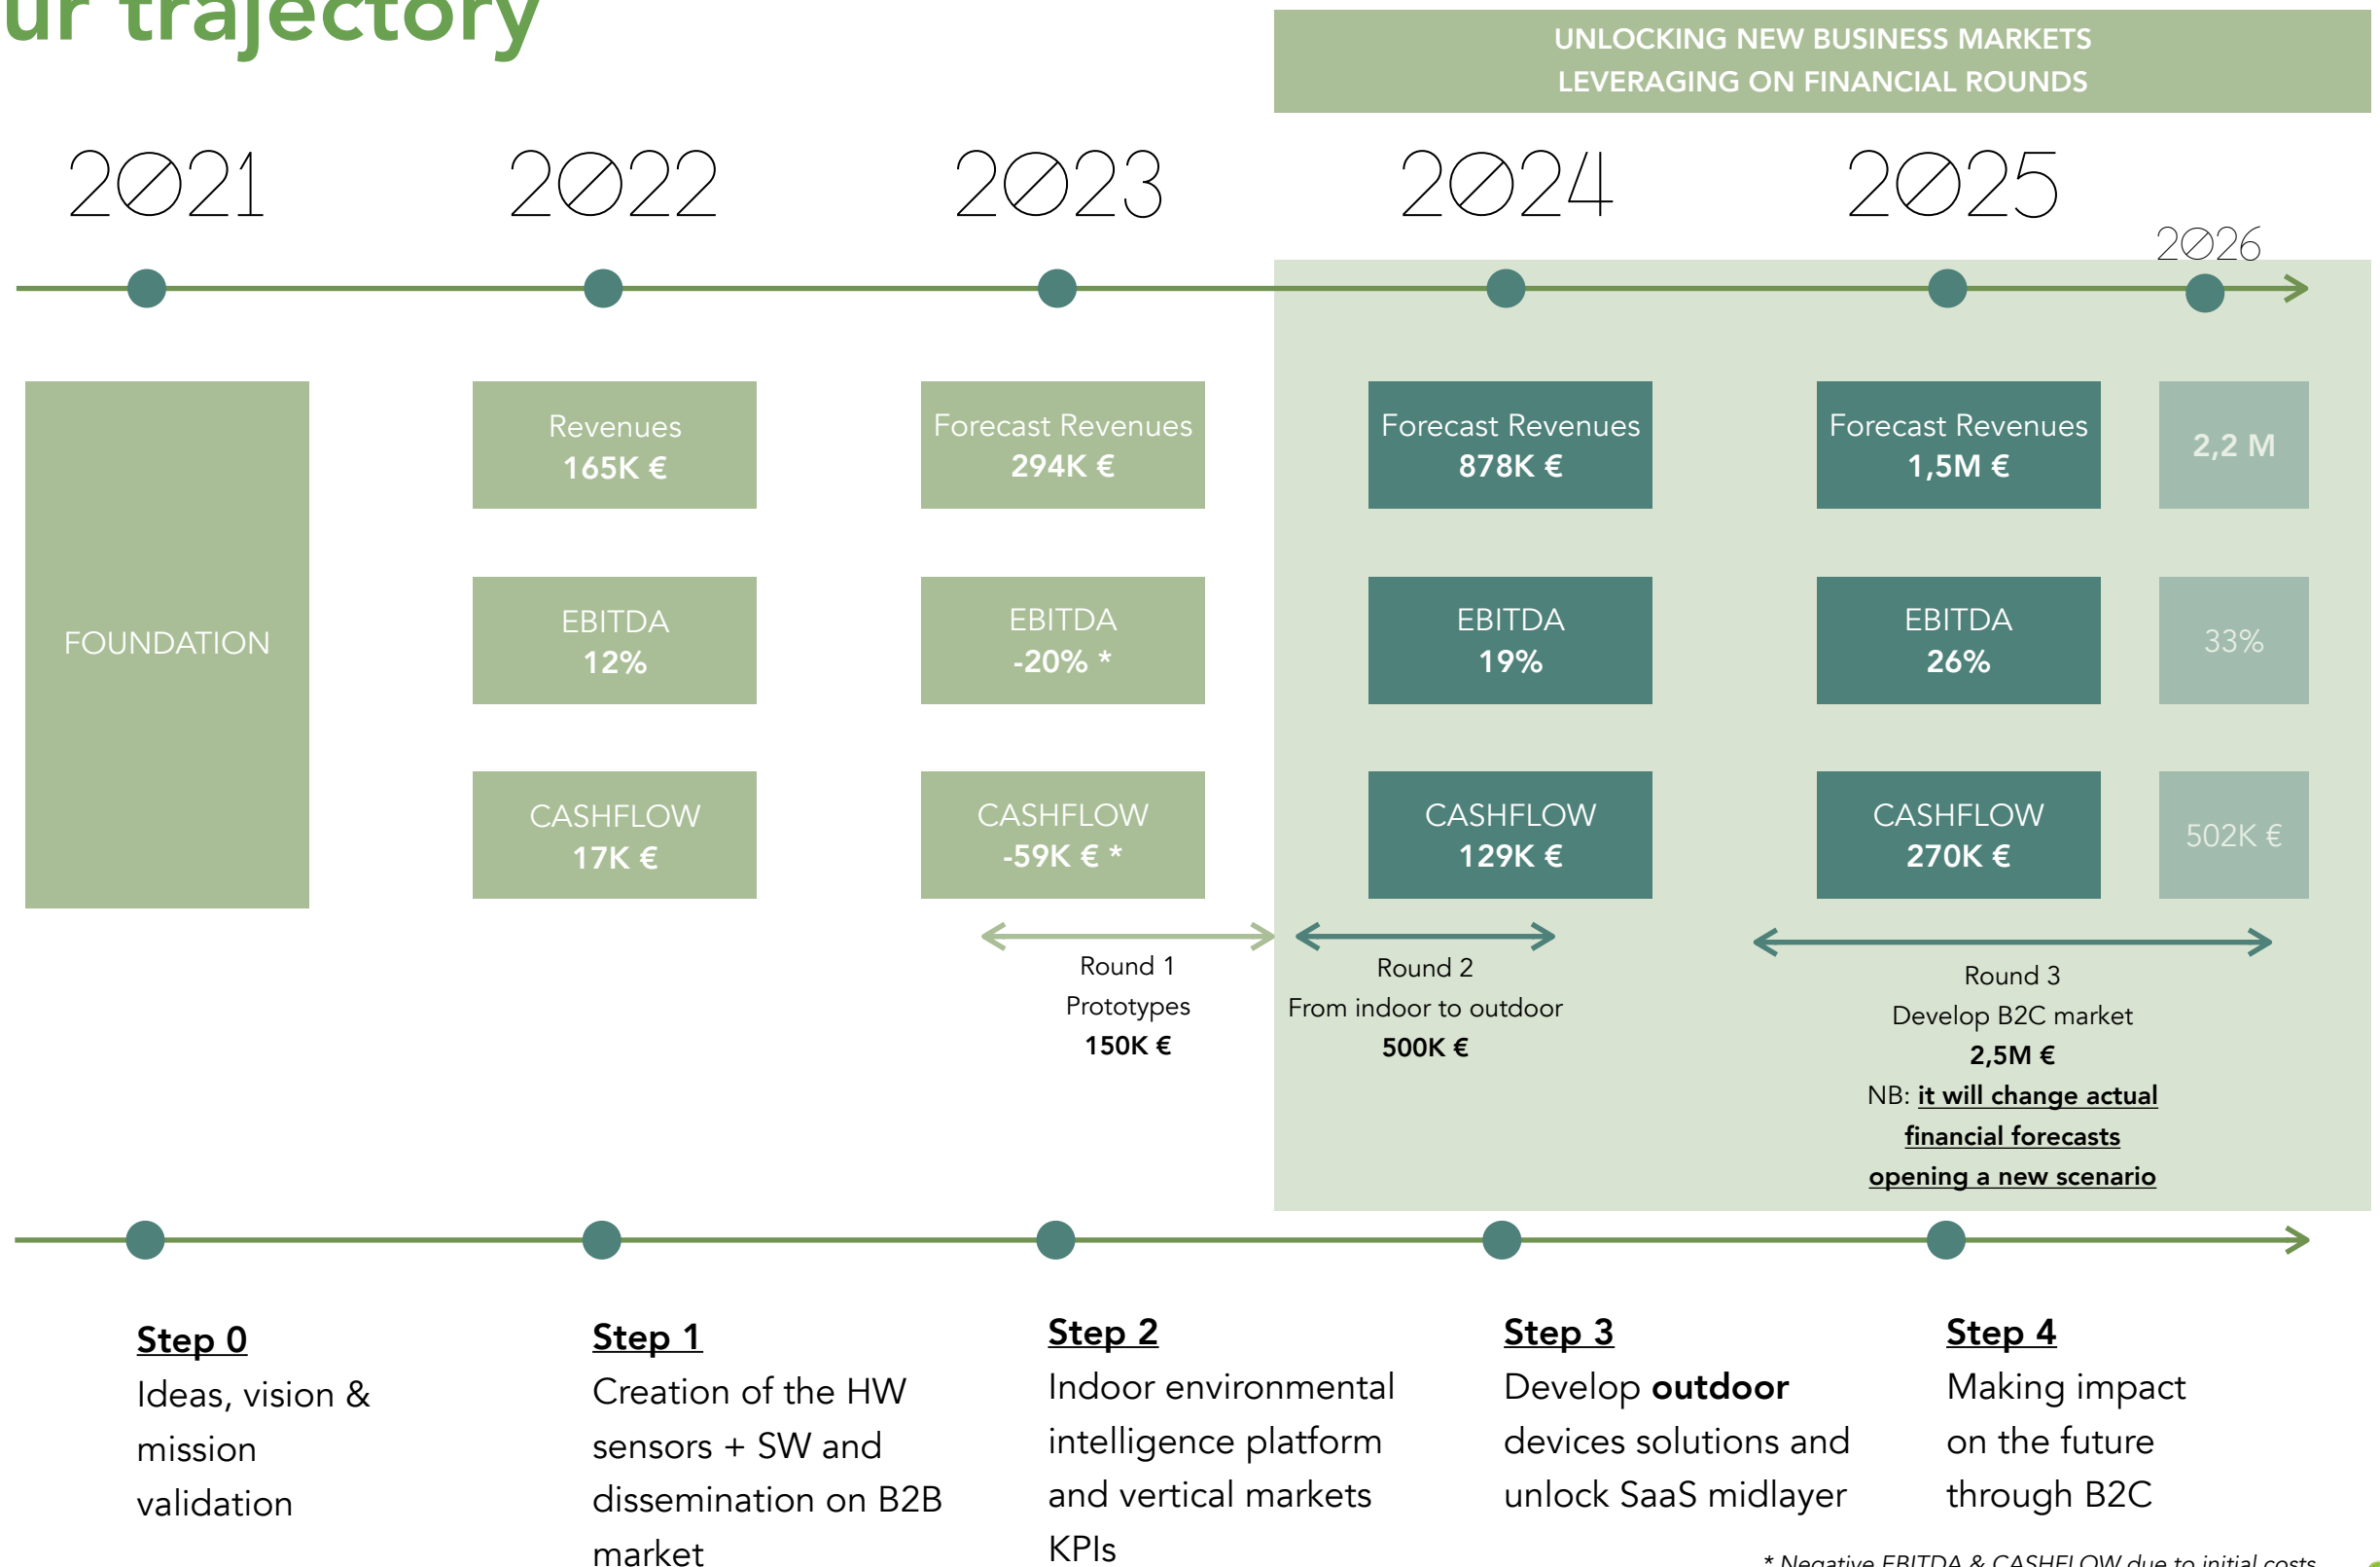 ur trajectory
UNLOCKING NEW BUSINESS MARKETS
LEVERAGING ON FINANCIAL ROUNDS
2021
2022
2023
2024
2025
2026
FOUNDATION
Revenues
165K €
Forecast Revenues
294K €
Forecast Revenues
878K €
Forecast Revenues
1,5M €
2,2 M
EBITDA
12%
EBITDA
-20% *
EBITDA
19%
EBITDA
26%
33%
CASHFLOW
17K €
CASHFLOW
-59K € *
CASHFLOW
129K €
CASHFLOW
270K €
502K €
Round 1
Prototypes
150K €
Round 2
From indoor to outdoor
500K €
Round 3
Develop B2C market
2,5M €
NB: it will change actual
financial forecasts
opening a new scenario
Step 0
Ideas, vision &
mission
validation
Step 1
Creation of the HW
sensors + SW and
dissemination on B2B
market
Step 2
Indoor environmental
intelligence platform
and vertical markets
KPIs
Step 3
Develop outdoor
devices solutions and
unlock SaaS midlayer
Step 4
Making impact
on the future
through B2C
* Negative EBITDA & CASHFLOW due to initial costs